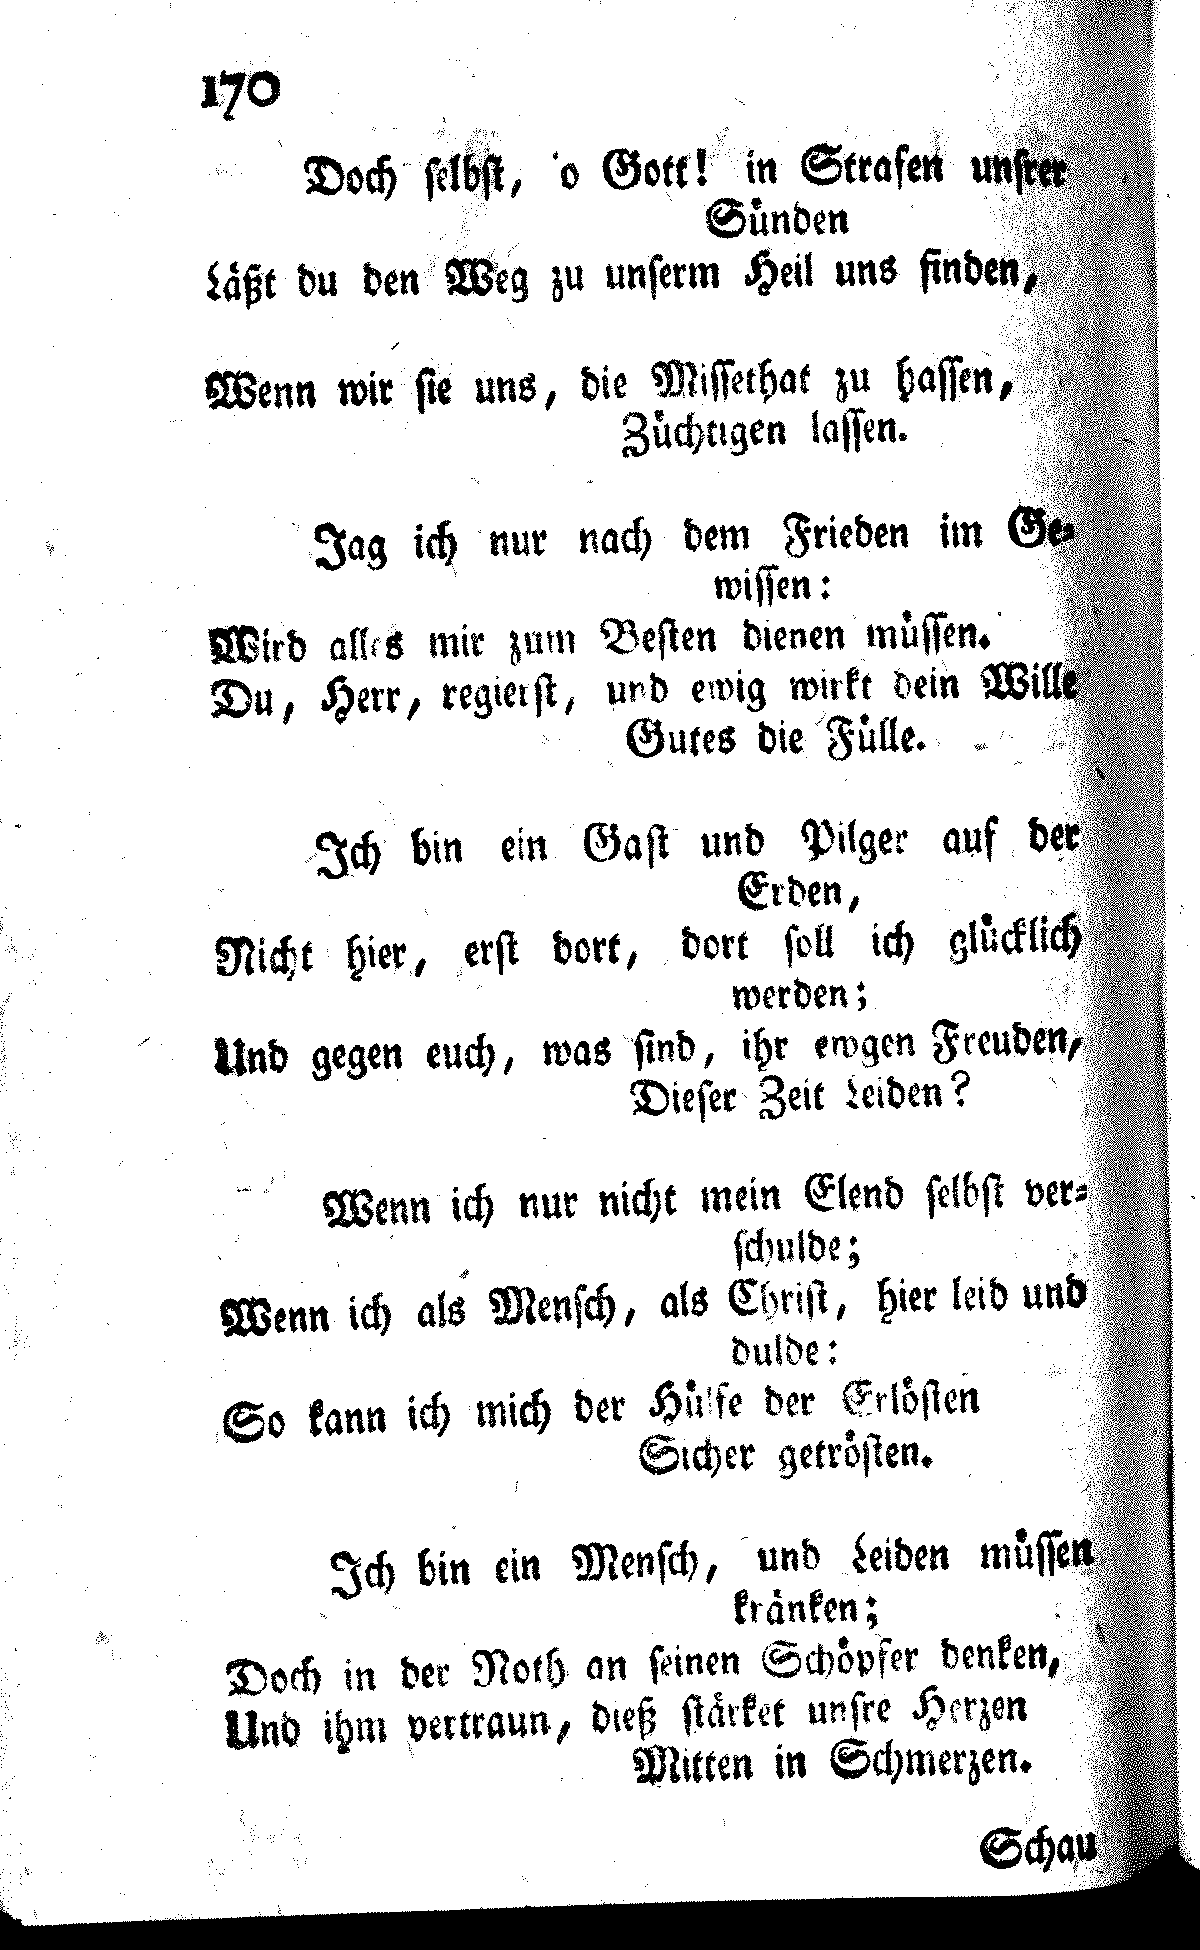 170
Doch selbst, o Gott! in Strafen unsrer
Sünden
Läßt du den Weg zu unserm Heil uns finden,
Wenn wir sie uns, die Missethat zu hassen,
Züchtigen lassen.
Jag ich nur nach dem Frieden im Ge-
wissen:
Wird alles mir zum Besten dienen müssen.
Du, Herr, regierst, und ewig wirkt dein Wille
Gutes die Fülle.
Ich bin ein Gast und Pilger auf der
Erden,
Nicht hier, erst dort, dort soll ich glücklich
werden;
Und gegen euch, was sind, ihr ewgen Freuden,
Dieser Zeit Leiden?
Wenn ich nur nicht mein Elend selbst ver-
schulde;
Wenn ich als Mensch, als Christ, hier leid und
dulde:
So kann ich mich der Hülfe der Erlösten
Sicher getrösten.
Ich bin ein Mensch, und Leiden müssen
kränken;
Doch in der Noth an seinen Schöpfer denken,
Und ihm vertraun, dieß stärket unsre Herzen
Mitten in Schmerzen.
Schau